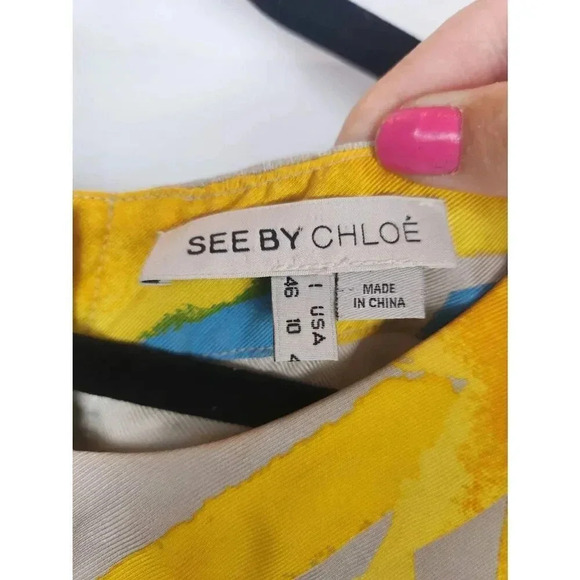 SEE BY CHLOÉ
I 46
USA 10
MADE
IN CHINA